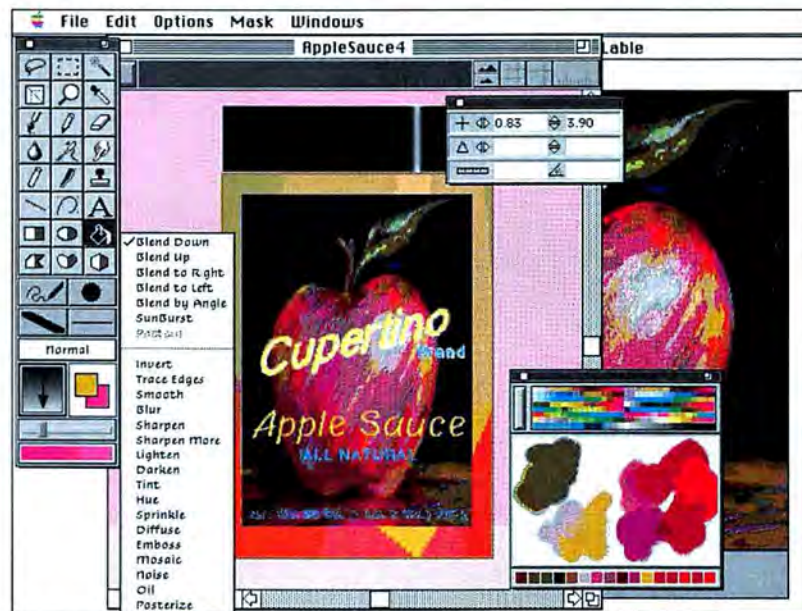 File Edit Options Mask Windows
AppleSauce4
Lable
0.83 3.90
A
✓Blend Down
Blend Up
Blend to Right
Blend to Left
Blend by Angle
SunBurst
Normal
Invert
Trace Edges
Smooth
Blur
Sharpen
Sharpen More
Lighten
Darken
Tint
Hue
Sprinkle
Diffuse
Emboss
Mosaic
Noise
Oil
Posterize
Cupertino
Brand
Apple Sauce
ALL NATURAL